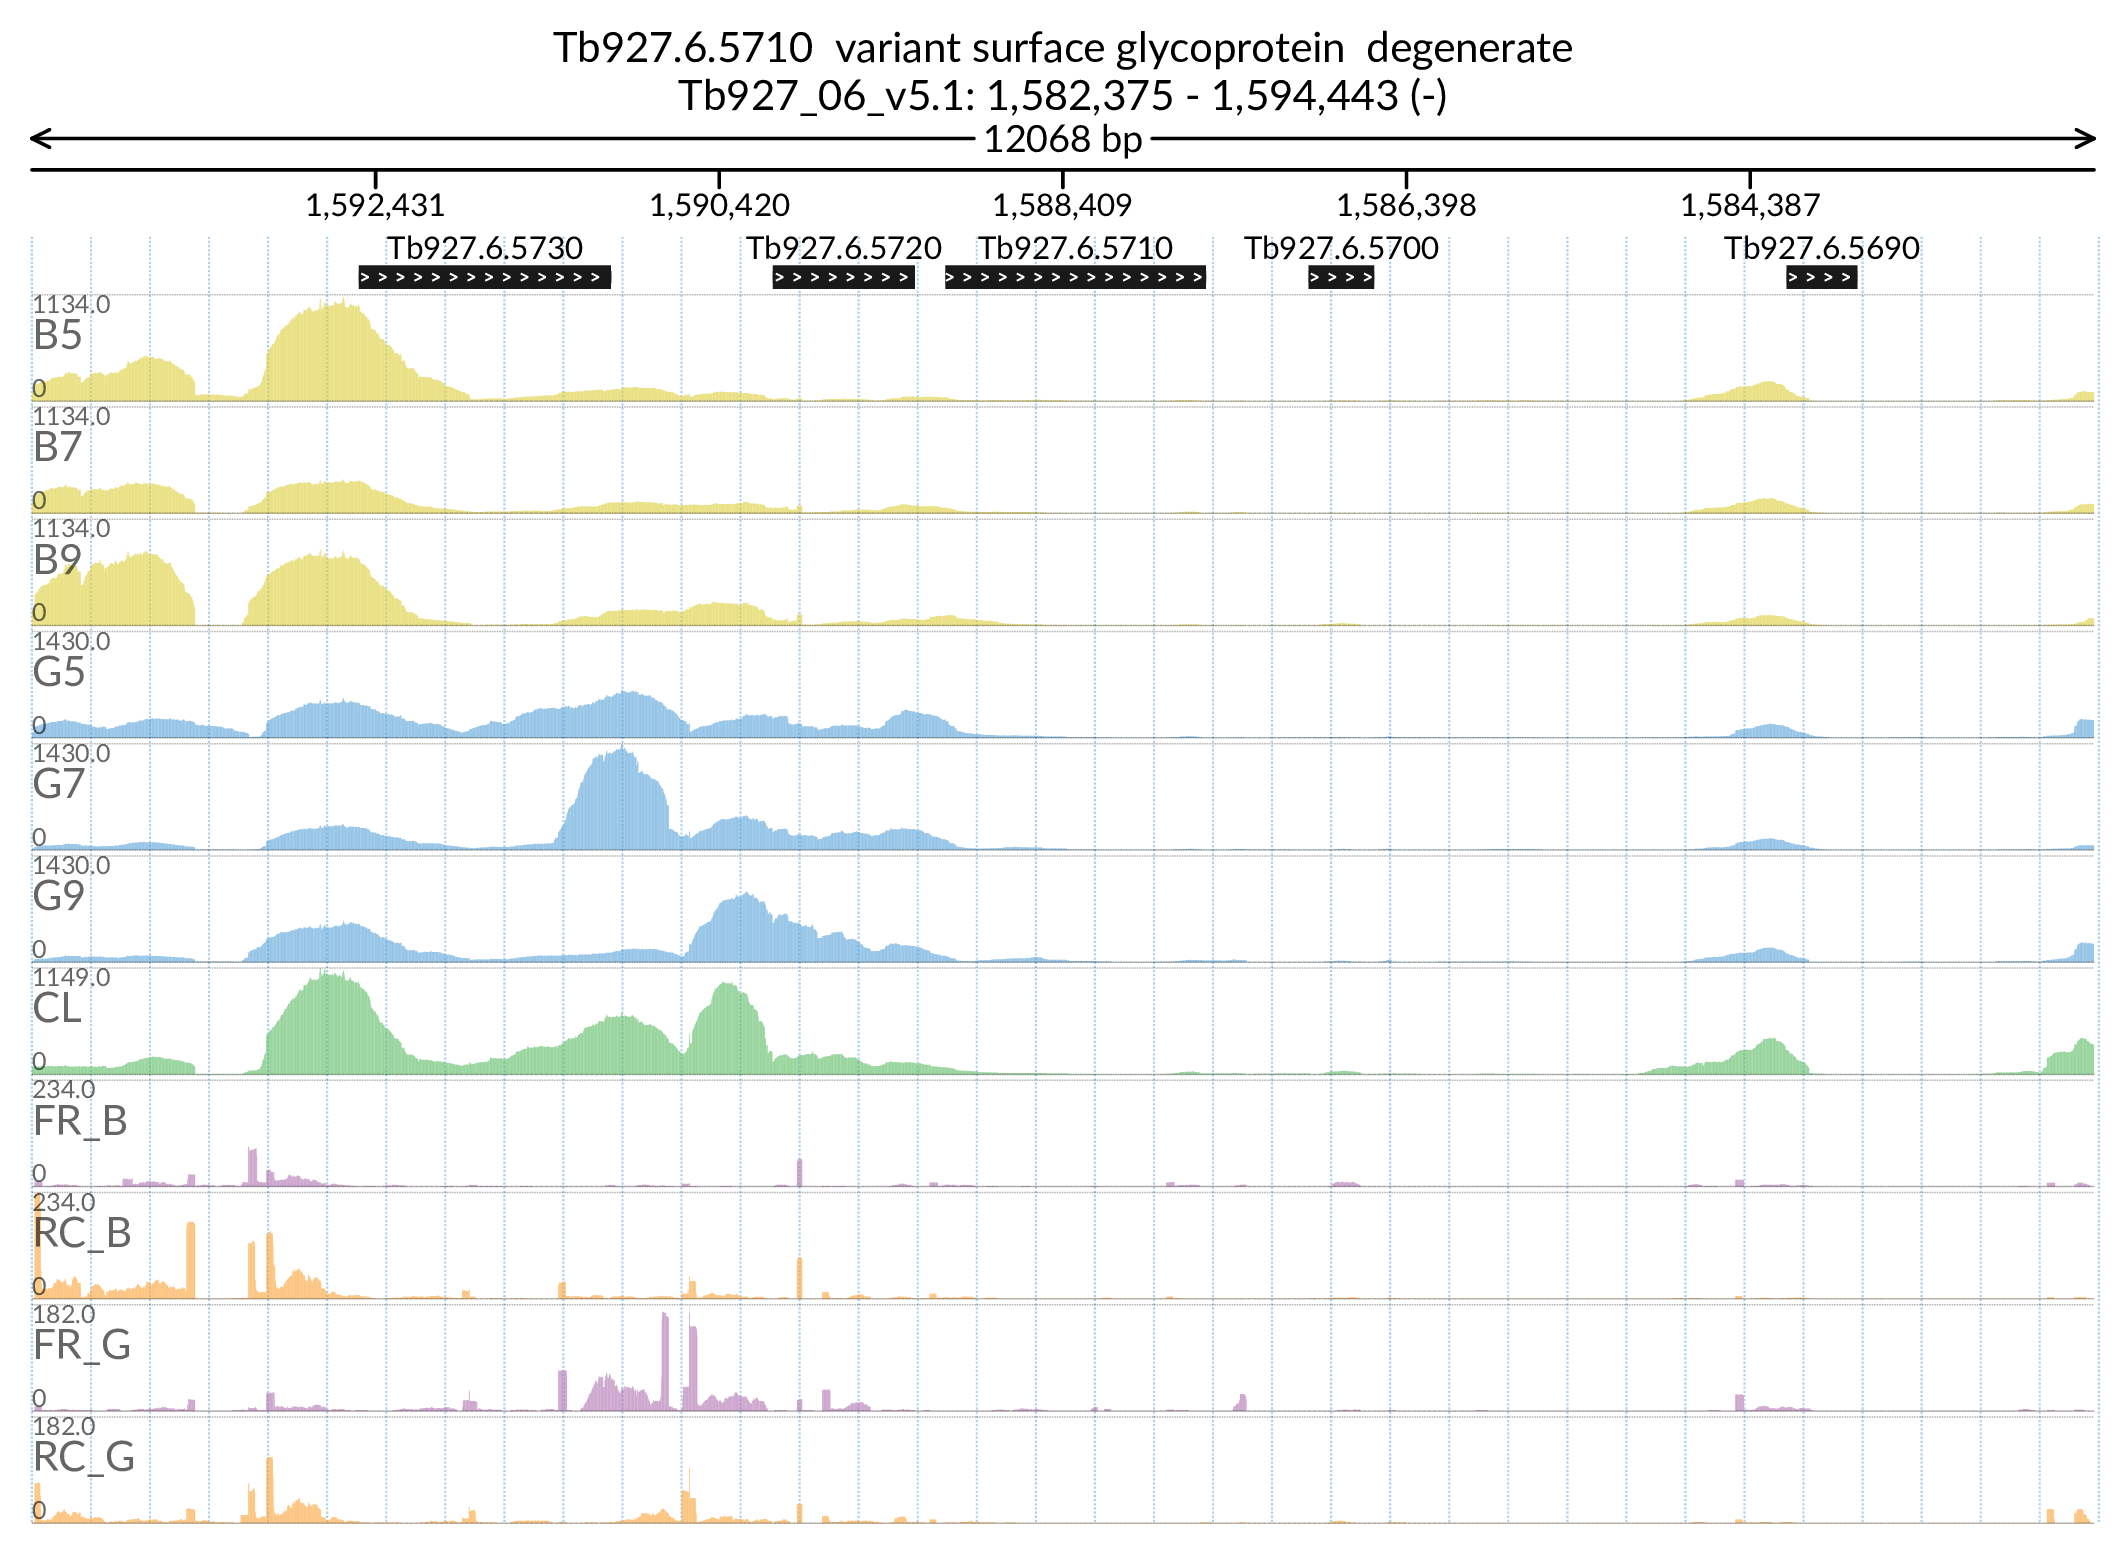 Tb927.6.5710 variant surface glycoprotein degenerate
Tb927_06_v5.1: 1,582,375 - 1,594,443 (-)
12068 bp
1,592,431 1,590,420 1,588,409 1,586,398 1,584,387
Tb927.6.5730 Tb927.6.5720 Tb927.6.5710 Tb927.6.5700 Tb927.6.5690
1134.0
B5
0
1134.0
B7
0
1134.0
B9
0
1430.0
G5
0
1430.0
G7
0
1430.0
G9
0
1149.0
CL
0
234.0
FR_B
0
234.0
RC_B
0
182.0
FR_G
0
182.0
RC_G
0